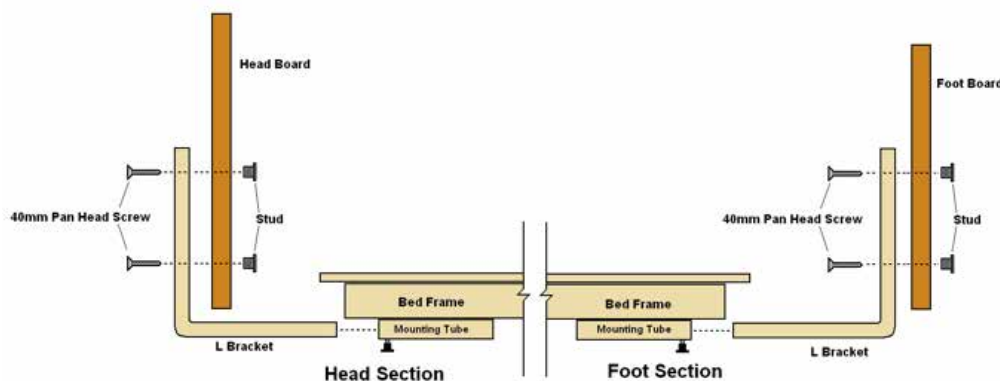 Head Board
Foot Board
40mm Pan Head Screw
Stud
40mm Pan Head Screw
Stud
Bed Frame
Bed Frame
Mounting Tube
Mounting Tube
L Bracket
L Bracket
Head Section
Foot Section